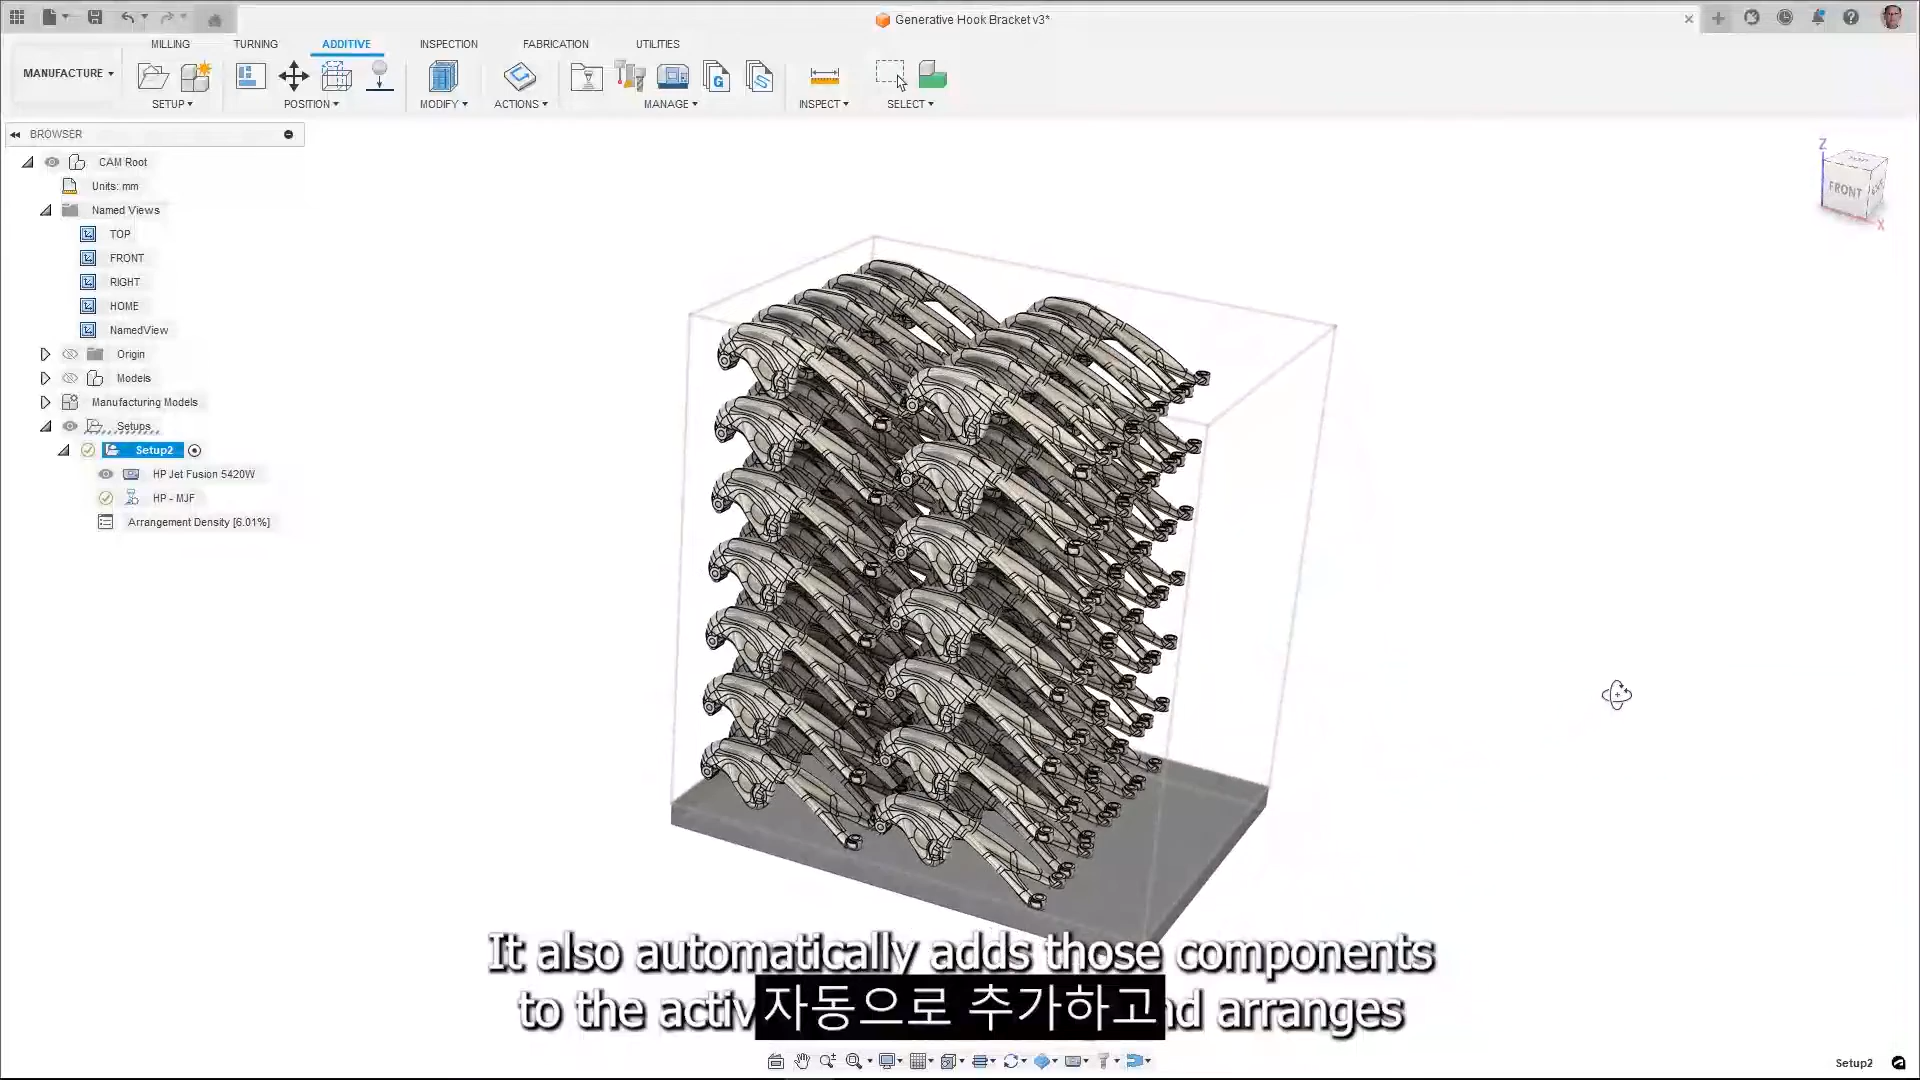 Generative Hook Bracket v3*
MILLING
TURNING
ADDITIVE
INSPECTION
FABRICATION
UTILITIES
MANUFACTURE
SETUP
POSITION
MODIFY
ACTIONS
MANAGE
INSPECT
SELECT
BROWSER
CAM Root
Units: mm
Named Views
TOP
FRONT
RIGHT
HOME
NamedView
Origin
Models
Manufacturing Models
Setups
Setup2
HP Jet Fusion 5420W
HP - MJF
Arrangement Density [6.01%]
Z
FRONT
X
It also automatically adds those components
to the activ
자동으로 추가하고
nd arranges
Setup2